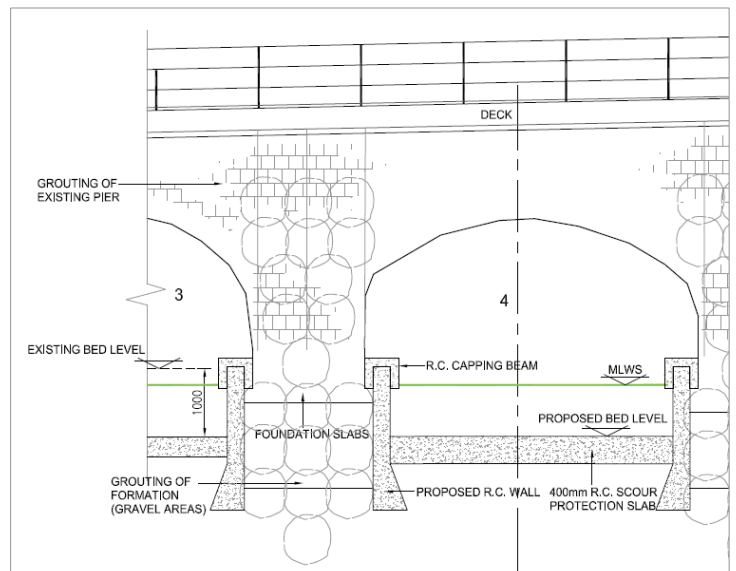 DECK
GROUTING OF
EXISTING PIER
3
4
EXISTING BED LEVEL
R.C. CAPPING BEAM
MLWS
1000
PROPOSED BED LEVEL
FOUNDATION SLABS
GROUTING OF
FORMATION
(GRAVEL AREAS)
PROPOSED R.C. WALL
400mm R.C. SCOUR
PROTECTION SLAB